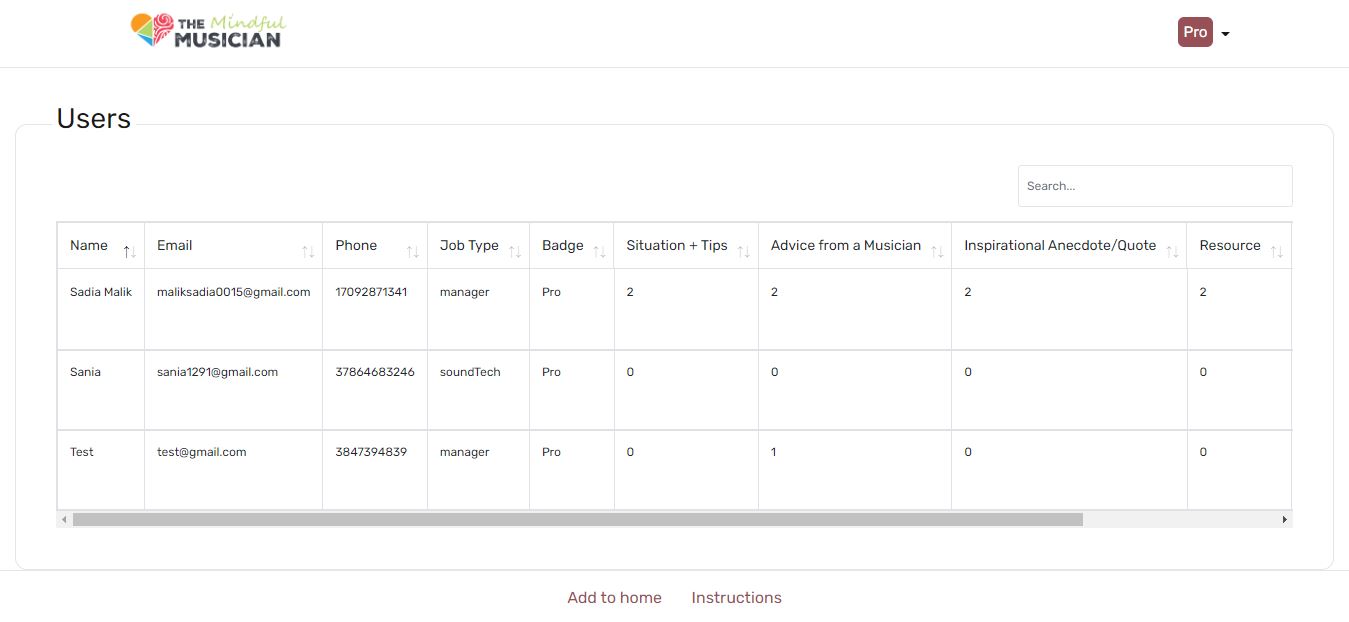 THE Mindful
MUSICIAN
Pro
Users
Search...
Name Email Phone Job Type Badge Situation + Tips Advice from a Musician Inspirational Anecdote/Quote Resource
Sadia Malik maliksadia0015@gmail.com 17092871341 manager Pro 2 2 2 2
Sania sania1291@gmail.com 37864683246 soundTech Pro 0 0 0 0
Test test@gmail.com 3847394839 manager Pro 0 1 0 0
Add to home Instructions